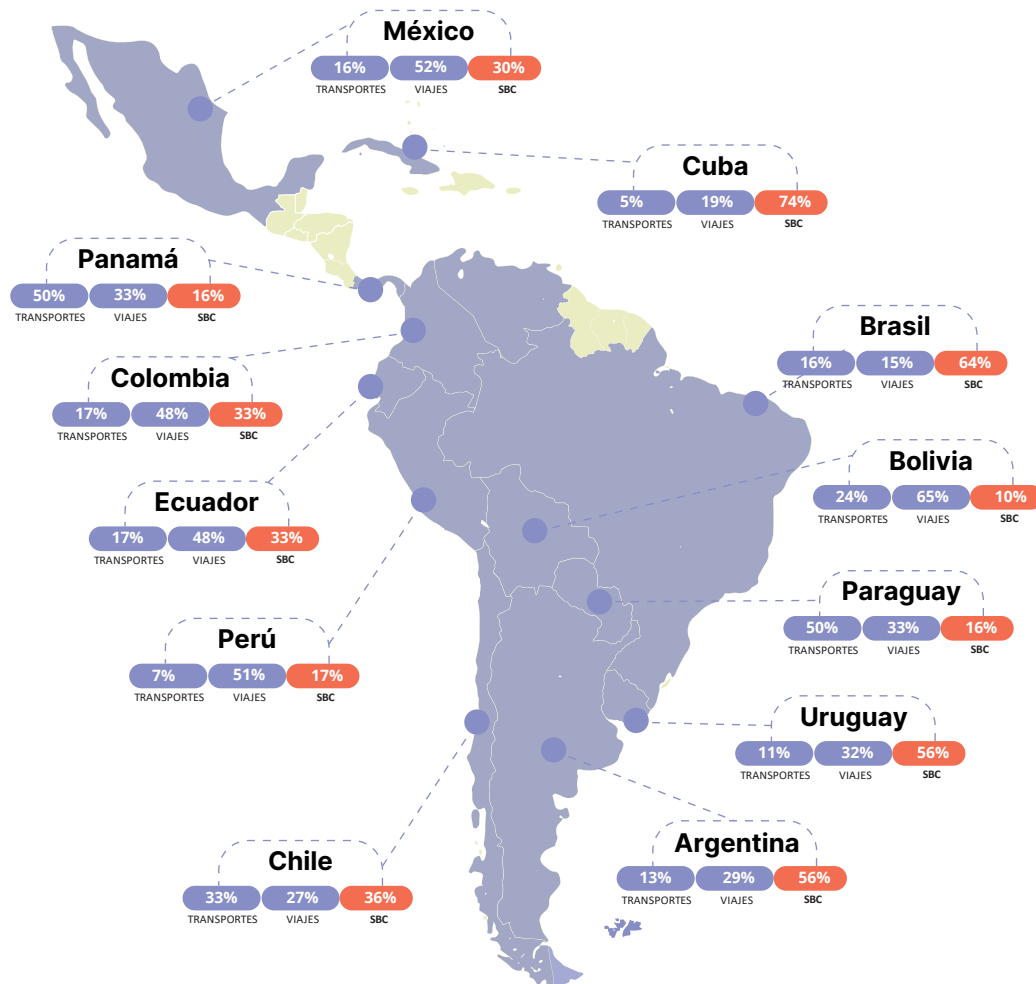 México
16% 52% 30%
TRANSPORTES VIAJES SBC
Cuba
5% 19% 74%
TRANSPORTES VIAJES SBC
Panamá
50% 33% 16%
TRANSPORTES VIAJES SBC
Brasil
16% 15% 64%
TRANSPORTES VIAJES SBC
Colombia
17% 48% 33%
TRANSPORTES VIAJES SBC
Bolivia
24% 65% 10%
TRANSPORTES VIAJES SBC
Ecuador
17% 48% 33%
TRANSPORTES VIAJES SBC
Paraguay
50% 33% 16%
TRANSPORTES VIAJES SBC
Perú
7% 51% 17%
TRANSPORTES VIAJES SBC
Uruguay
11% 32% 56%
TRANSPORTES VIAJES SBC
Argentina
13% 29% 56%
TRANSPORTES VIAJES SBC
Chile
33% 27% 36%
TRANSPORTES VIAJES SBC